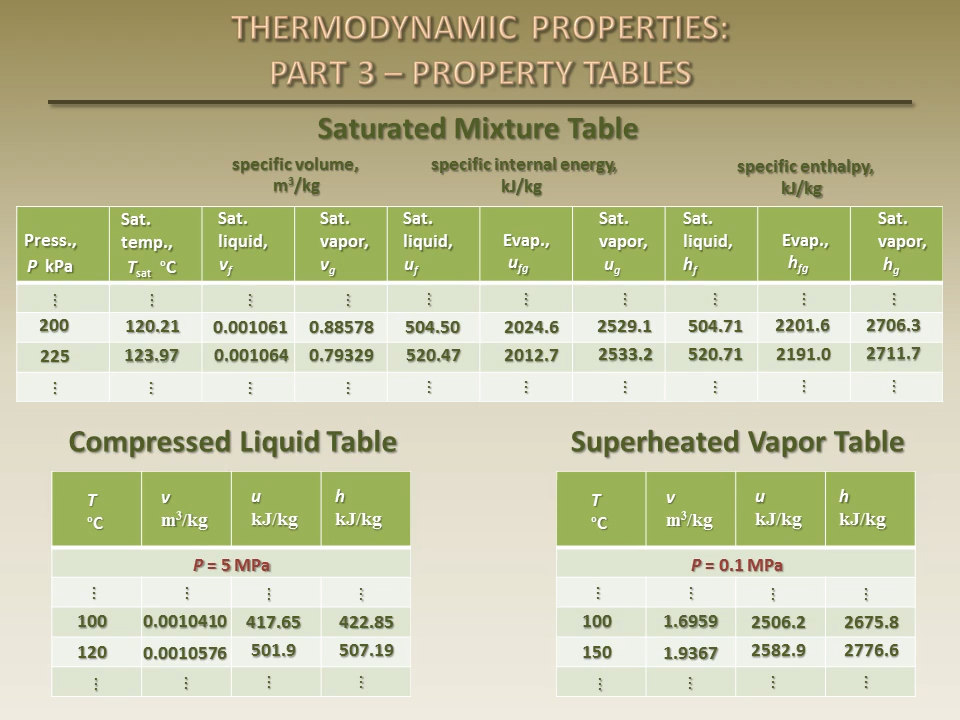 THERMODYNAMIC PROPERTIES:
PART 3 – PROPERTY TABLES
Saturated Mixture Table
specific volume, m³/kg
specific internal energy, kJ/kg
specific enthalpy, kJ/kg
Press., P kPa | Sat. temp., Tsat °C | Sat. liquid, vf | Sat. vapor, vg | Sat. liquid, uf | Evap., ufg | Sat. vapor, ug | Sat. liquid, hf | Evap., hfg | Sat. vapor, hg
⋮ ⋮ ⋮ ⋮ ⋮ ⋮ ⋮ ⋮ ⋮ ⋮
200 120.21 0.001061 0.88578 504.50 2024.6 2529.1 504.71 2201.6 2706.3
225 123.97 0.001064 0.79329 520.47 2012.7 2533.2 520.71 2191.0 2711.7
⋮ ⋮ ⋮ ⋮ ⋮ ⋮ ⋮ ⋮ ⋮ ⋮
Compressed Liquid Table
T °C | v m³/kg | u kJ/kg | h kJ/kg
P = 5 MPa
⋮ ⋮ ⋮ ⋮
100 0.0010410 417.65 422.85
120 0.0010576 501.9 507.19
⋮ ⋮ ⋮ ⋮
Superheated Vapor Table
T °C | v m³/kg | u kJ/kg | h kJ/kg
P = 0.1 MPa
⋮ ⋮ ⋮ ⋮
100 1.6959 2506.2 2675.8
150 1.9367 2582.9 2776.6
⋮ ⋮ ⋮ ⋮